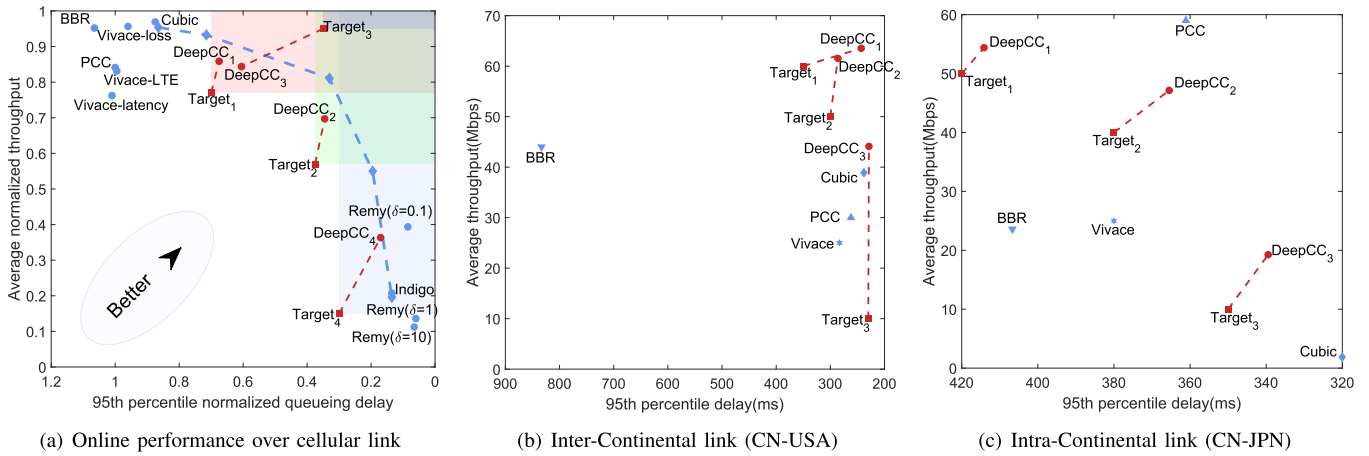 Average normalized throughput
1
0.9
0.8
0.7
0.6
0.5
0.4
0.3
0.2
0.1
0
BBR
Cubic
Vivace-loss
Target3
DeepCC1
PCC
DeepCC3
Vivace-LTE
Vivace-latency
Target1
DeepCC2
Target2
Remy(δ=0.1)
DeepCC4
Better
Indigo
Target4
Remy(δ=1)
Remy(δ=10)
1.2 1 0.8 0.6 0.4 0.2 0
95th percentile normalized queueing delay
(a) Online performance over cellular link
Average throughput(Mbps)
70
60
50
40
30
20
10
0
DeepCC1
Target1
DeepCC2
Target2
BBR
DeepCC3
Cubic
PCC
Vivace
Target3
900 800 700 600 500 400 300 200
95th percentile delay(ms)
(b) Inter-Continental link (CN-USA)
Average throughput(Mbps)
60
50
40
30
20
10
0
PCC
DeepCC1
Target1
DeepCC2
Target2
BBR
Vivace
DeepCC3
Target3
Cubic
420 400 380 360 340 320
95th percentile delay(ms)
(c) Intra-Continental link (CN-JPN)